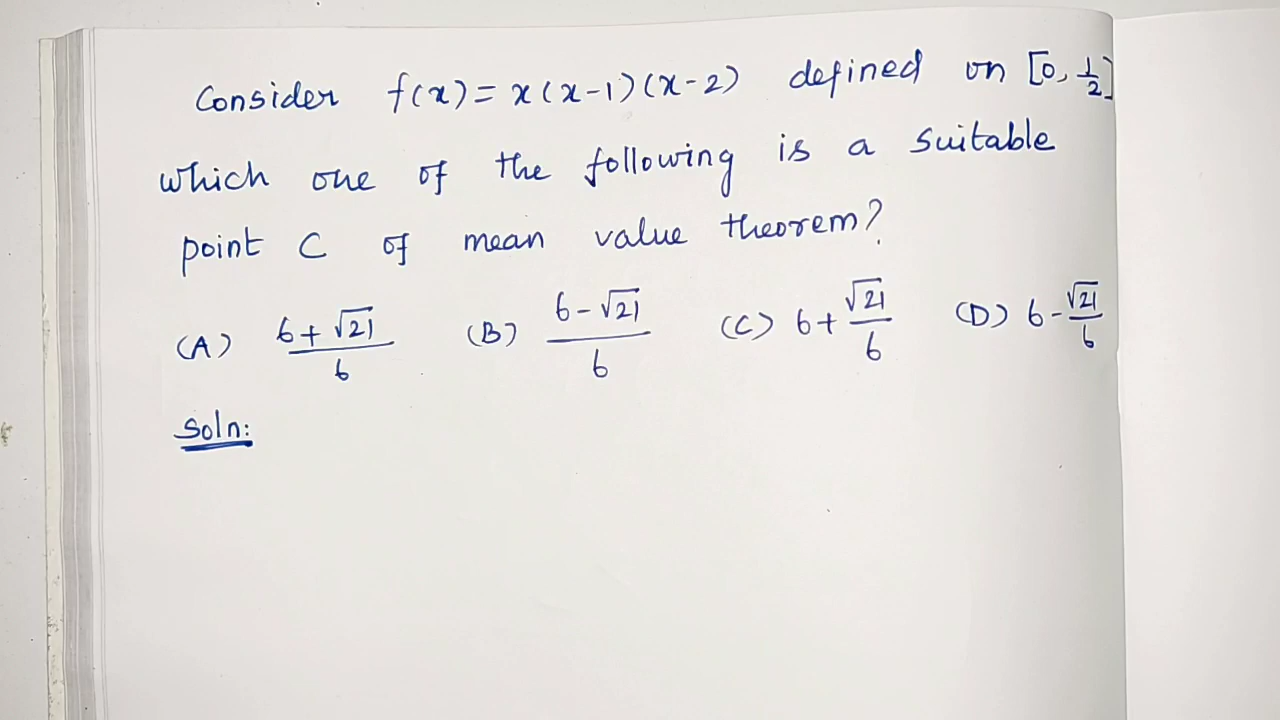 Consider f(x) = x(x-1)(x-2) defined on [0, 1/2]
which one of the following is a suitable
point C of mean value theorem?
(A) (6+√21)/6 (B) (6-√21)/6 (C) 6+√21/6 (D) 6-√21/6
Soln: